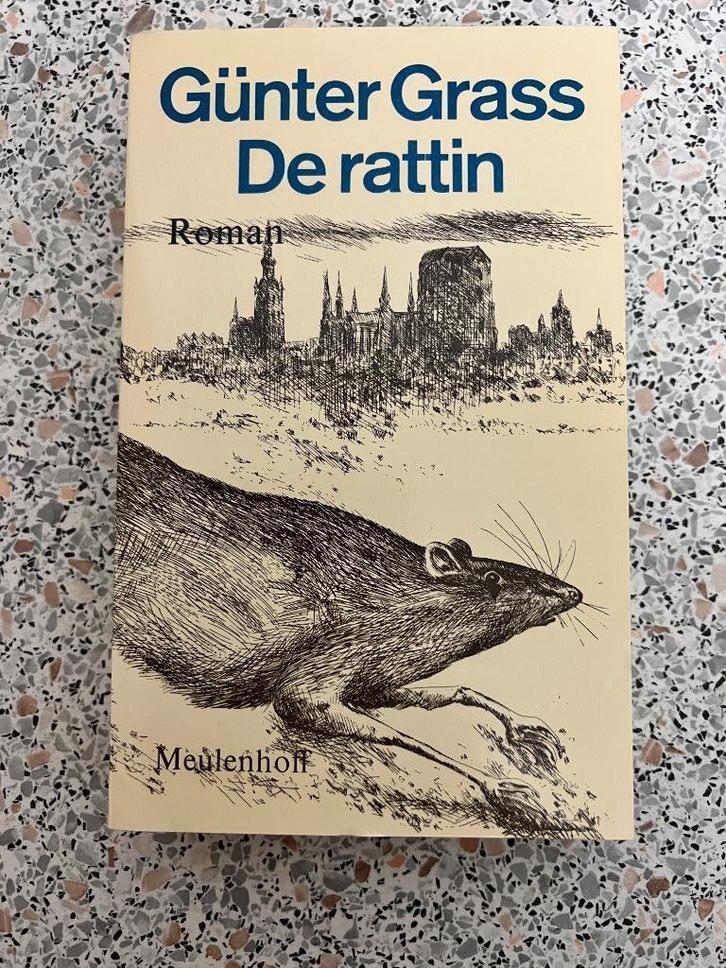 Günter Grass
De rattin
Roman
Meulenhoff